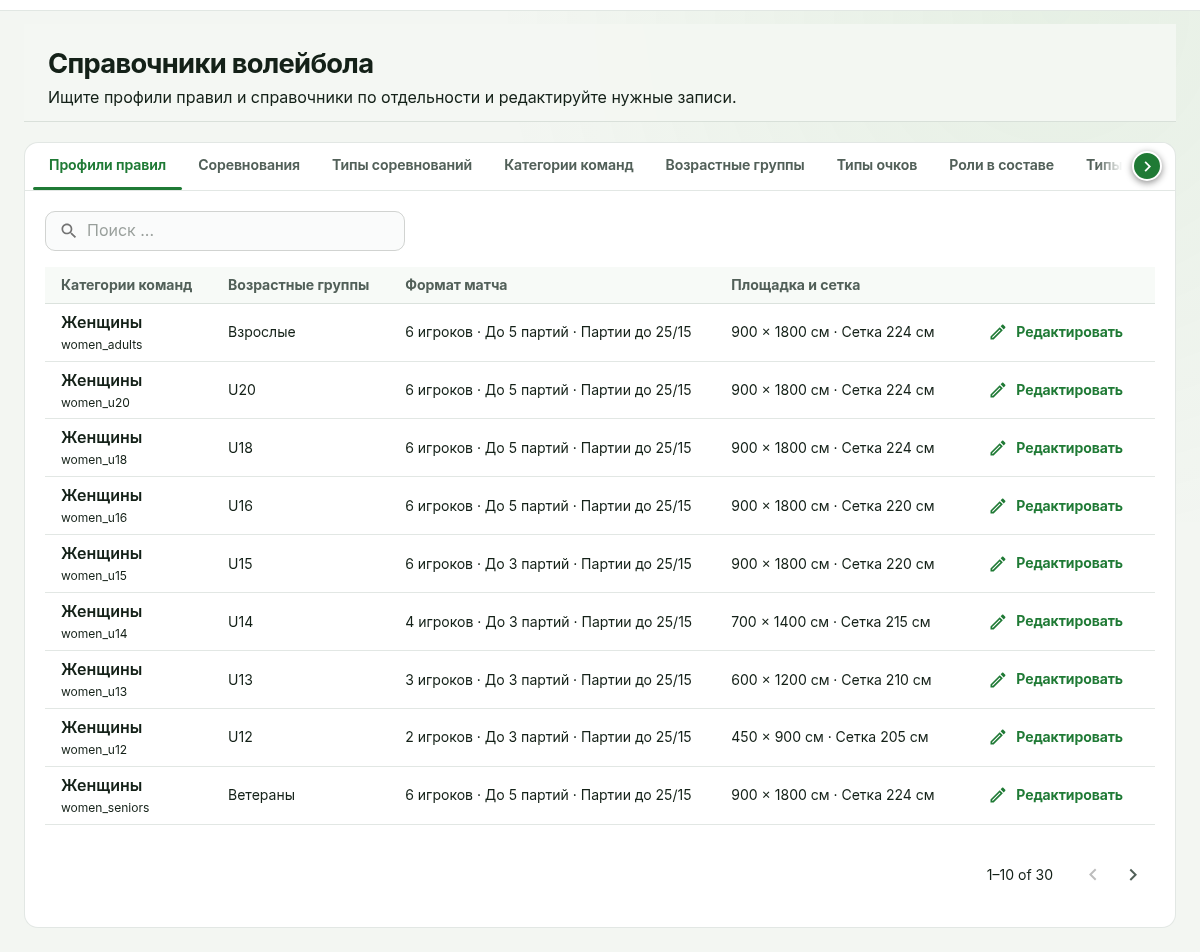 Справочники волейбола
Ищите профили правил и справочники по отдельности и редактируйте нужные записи.
Профили правил Соревнования Типы соревнований Категории команд Возрастные группы Типы очков Роли в составе Типы
Поиск ...
Категории команд Возрастные группы Формат матча Площадка и сетка
Женщины
women_adults
Взрослые 6 игроков · До 5 партий · Партии до 25/15 900 × 1800 см · Сетка 224 см Редактировать
Женщины
women_u20
U20 6 игроков · До 5 партий · Партии до 25/15 900 × 1800 см · Сетка 224 см Редактировать
Женщины
women_u18
U18 6 игроков · До 5 партий · Партии до 25/15 900 × 1800 см · Сетка 224 см Редактировать
Женщины
women_u16
U16 6 игроков · До 5 партий · Партии до 25/15 900 × 1800 см · Сетка 220 см Редактировать
Женщины
women_u15
U15 6 игроков · До 3 партий · Партии до 25/15 900 × 1800 см · Сетка 220 см Редактировать
Женщины
women_u14
U14 4 игроков · До 3 партий · Партии до 25/15 700 × 1400 см · Сетка 215 см Редактировать
Женщины
women_u13
U13 3 игроков · До 3 партий · Партии до 25/15 600 × 1200 см · Сетка 210 см Редактировать
Женщины
women_u12
U12 2 игроков · До 3 партий · Партии до 25/15 450 × 900 см · Сетка 205 см Редактировать
Женщины
women_seniors
Ветераны 6 игроков · До 5 партий · Партии до 25/15 900 × 1800 см · Сетка 224 см Редактировать
1–10 of 30